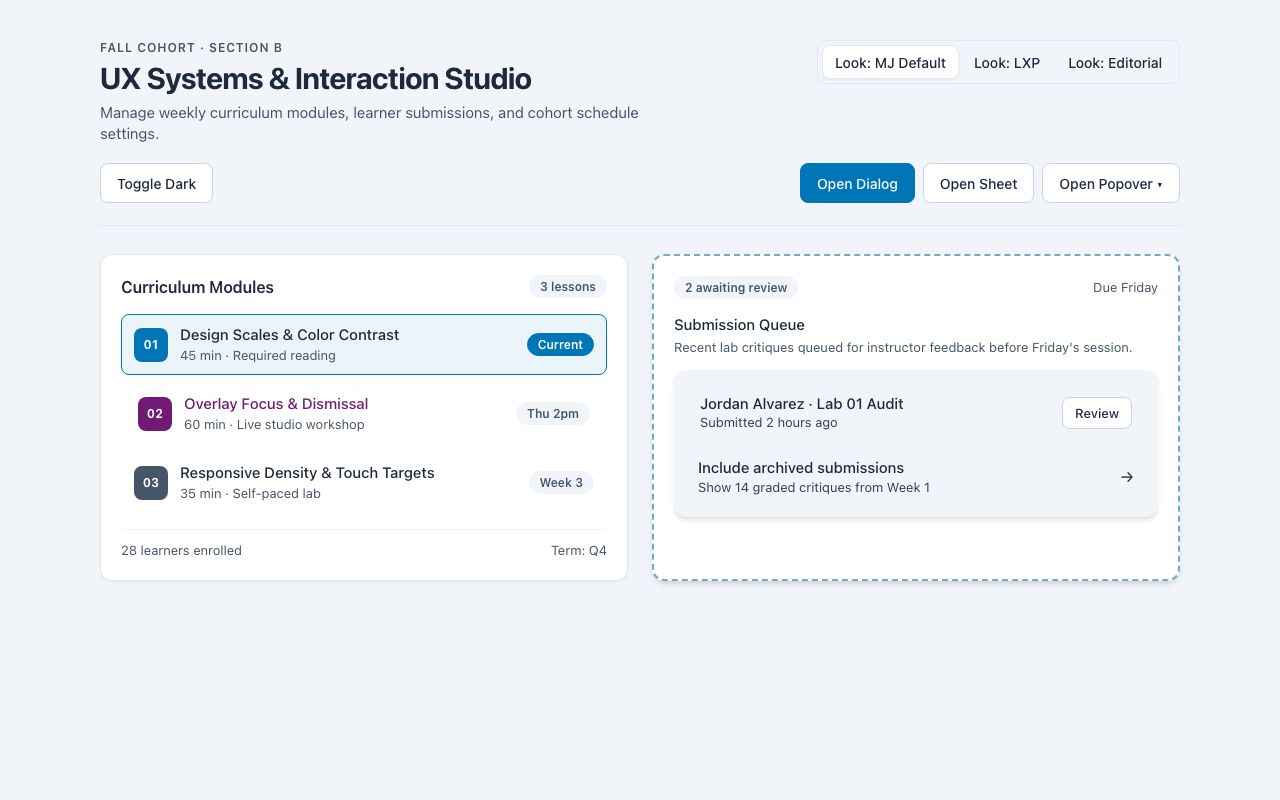 FALL COHORT · SECTION B
UX Systems & Interaction Studio
Manage weekly curriculum modules, learner submissions, and cohort schedule
settings.
Look: MJ Default
Look: LXP
Look: Editorial
Toggle Dark
Open Dialog
Open Sheet
Open Popover ▾
Curriculum Modules
3 lessons
01
Design Scales & Color Contrast
45 min · Required reading
Current
02
Overlay Focus & Dismissal
60 min · Live studio workshop
Thu 2pm
03
Responsive Density & Touch Targets
35 min · Self-paced lab
Week 3
28 learners enrolled
Term: Q4
2 awaiting review
Due Friday
Submission Queue
Recent lab critiques queued for instructor feedback before Friday's session.
Jordan Alvarez · Lab 01 Audit
Submitted 2 hours ago
Review
Include archived submissions
Show 14 graded critiques from Week 1
→